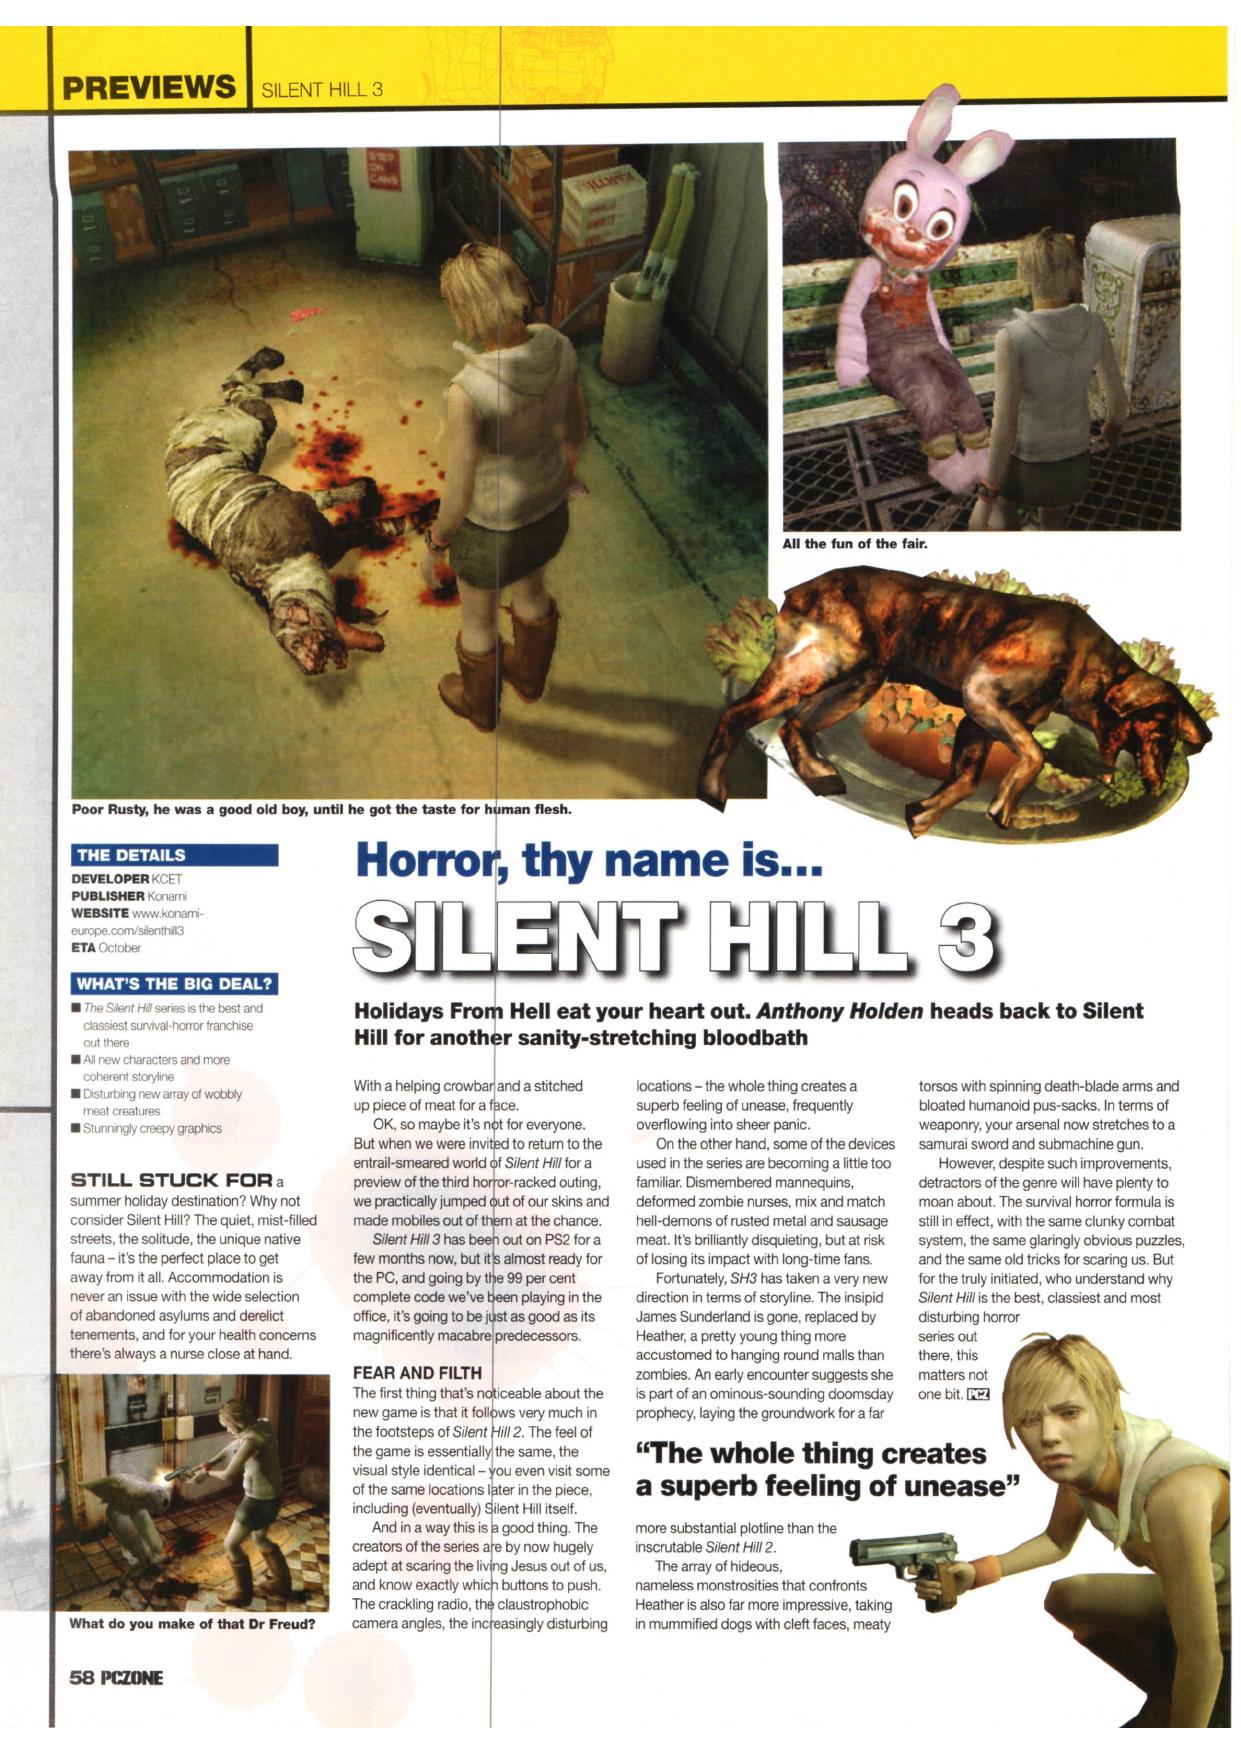 PREVIEWS SILENT HILL 3
STEP
ON
CANS
EARTH
All the fun of the fair.
Poor Rusty, he was a good old boy, until he got the taste for human flesh.
THE DETAILS
DEVELOPER KCET
PUBLISHER Konami
WEBSITE www.konami-
europe.com/silenthill3
ETA October
WHAT'S THE BIG DEAL?
■ The Silent Hill series is the best and
classiest survival-horror franchise
out there
■ All new characters and more
coherent storyline
■ Disturbing new array of wobbly
meat creatures
■ Stunningly creepy graphics
Horror, thy name is...
SILENT HILL 3
Holidays From Hell eat your heart out. Anthony Holden heads back to Silent
Hill for another sanity-stretching bloodbath
STILL STUCK FOR a
summer holiday destination? Why not
consider Silent Hill? The quiet, mist-filled
streets, the solitude, the unique native
fauna – it's the perfect place to get
away from it all. Accommodation is
never an issue with the wide selection
of abandoned asylums and derelict
tenements, and for your health concerns
there's always a nurse close at hand.
What do you make of that Dr Freud?
With a helping crowbar and a stitched
up piece of meat for a face.
OK, so maybe it's not for everyone.
But when we were invited to return to the
entrail-smeared world of Silent Hill for a
preview of the third horror-racked outing,
we practically jumped out of our skins and
made mobiles out of them at the chance.
Silent Hill 3 has been out on PS2 for a
few months now, but it's almost ready for
the PC, and going by the 99 per cent
complete code we've been playing in the
office, it's going to be just as good as its
magnificently macabre predecessors.
FEAR AND FILTH
The first thing that's noticeable about the
new game is that it follows very much in
the footsteps of Silent Hill 2. The feel of
the game is essentially the same, the
visual style identical – you even visit some
of the same locations later in the piece,
including (eventually) Silent Hill itself.
And in a way this is a good thing. The
creators of the series are by now hugely
adept at scaring the living Jesus out of us,
and know exactly which buttons to push.
The crackling radio, the claustrophobic
camera angles, the increasingly disturbing
locations – the whole thing creates a
superb feeling of unease, frequently
overflowing into sheer panic.
On the other hand, some of the devices
used in the series are becoming a little too
familiar. Dismembered mannequins,
deformed zombie nurses, mix and match
hell-demons of rusted metal and sausage
meat. It's brilliantly disquieting, but at risk
of losing its impact with long-time fans.
Fortunately, SH3 has taken a very new
direction in terms of storyline. The insipid
James Sunderland is gone, replaced by
Heather, a pretty young thing more
accustomed to hanging round malls than
zombies. An early encounter suggests she
is part of an ominous-sounding doomsday
prophecy, laying the groundwork for a far
"The whole thing creates
a superb feeling of unease"
more substantial plotline than the
inscrutable Silent Hill 2.
The array of hideous,
nameless monstrosities that confronts
Heather is also far more impressive, taking
in mummified dogs with cleft faces, meaty
torsos with spinning death-blade arms and
bloated humanoid pus-sacks. In terms of
weaponry, your arsenal now stretches to a
samurai sword and submachine gun.
However, despite such improvements,
detractors of the genre will have plenty to
moan about. The survival horror formula is
still in effect, with the same clunky combat
system, the same glaringly obvious puzzles,
and the same old tricks for scaring us. But
for the truly initiated, who understand why
Silent Hill is the best, classiest and most
disturbing horror
series out
there, this
matters not
one bit. PCZ
58 PCZONE